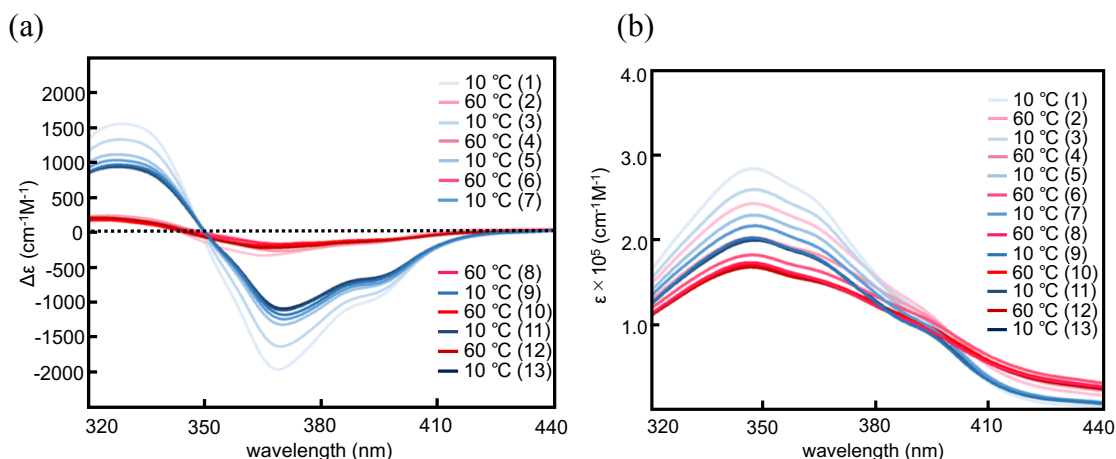 (a)
Δε (cm⁻¹M⁻¹)
2000
1500
1000
500
0
-500
-1000
-1500
-2000
320
350
380
410
440
wavelength (nm)
10 ℃ (1)
60 ℃ (2)
10 ℃ (3)
60 ℃ (4)
10 ℃ (5)
60 ℃ (6)
10 ℃ (7)
60 ℃ (8)
10 ℃ (9)
60 ℃ (10)
10 ℃ (11)
60 ℃ (12)
10 ℃ (13)
(b)
ε × 10⁵ (cm⁻¹M⁻¹)
4.0
3.0
2.0
1.0
320
350
380
410
440
wavelength (nm)
10 ℃ (1)
60 ℃ (2)
10 ℃ (3)
60 ℃ (4)
10 ℃ (5)
60 ℃ (6)
10 ℃ (7)
60 ℃ (8)
10 ℃ (9)
60 ℃ (10)
10 ℃ (11)
60 ℃ (12)
10 ℃ (13)